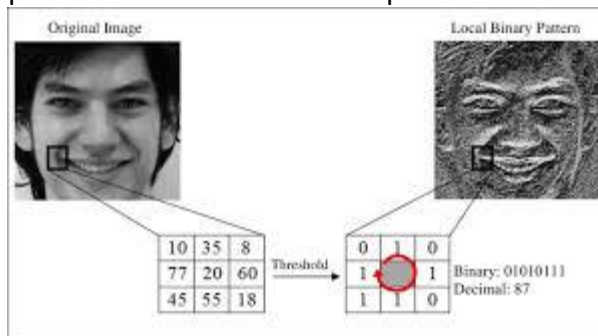 Original Image
Local Binary Pattern
10 35 8
77 20 60
45 55 18
Threshold
0 1 0
1 1
1 1 0
Binary: 01010111
Decimal: 87